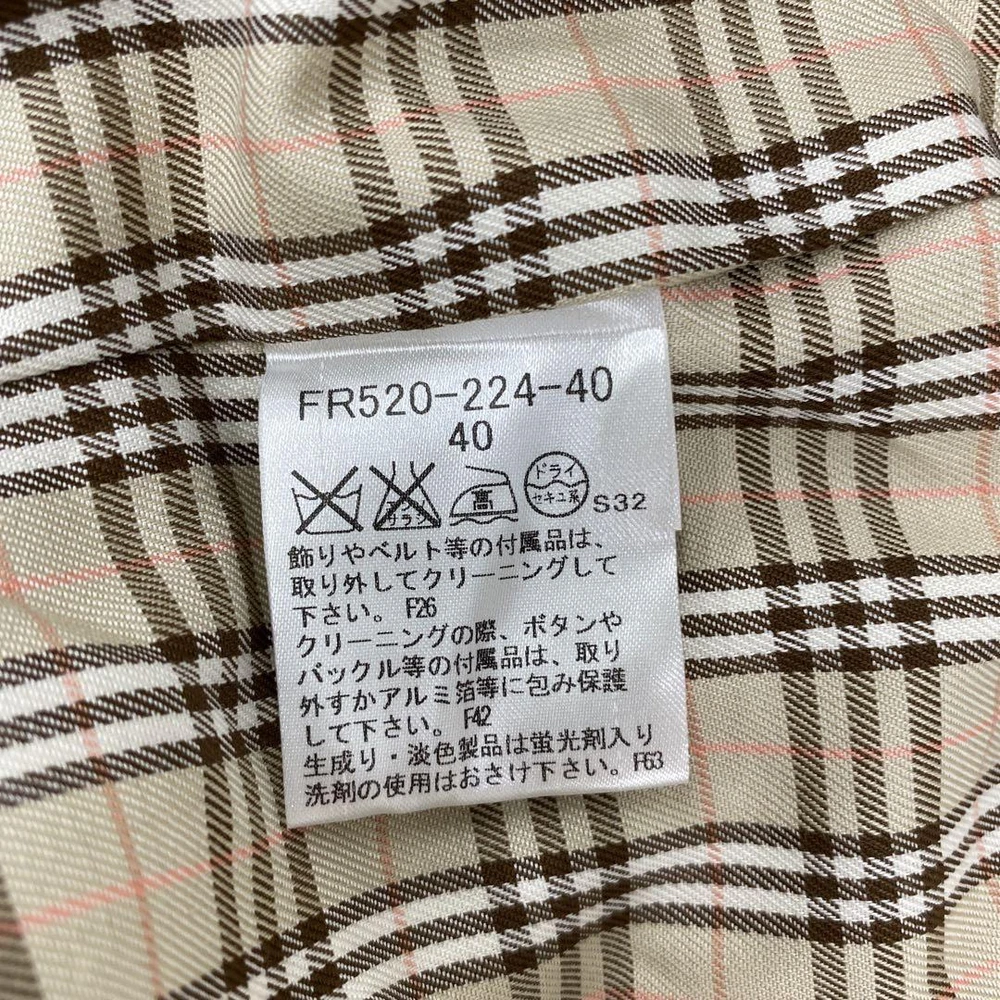 FR520-224-40
40
サラシ 高 ドライ セキユ系 S32
飾りやベルト等の付属品は、
取り外してクリーニングして
下さい。F26
クリーニングの際、ボタンや
バックル等の付属品は、取り
外すかアルミ箔等に包み保護
して下さい。F42
生成り・淡色製品は蛍光剤入り
洗剤の使用はおさけ下さい。F63